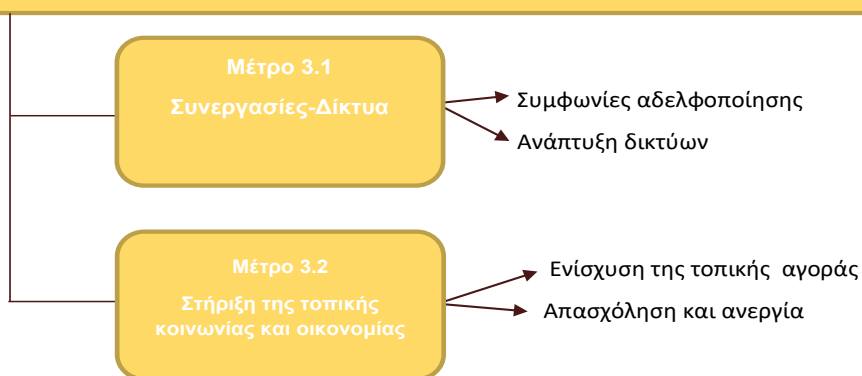 Μέτρο 3.1
Συνεργασίες-Δίκτυα
Συμφωνίες αδελφοποίησης
Ανάπτυξη δικτύων
Μέτρο 3.2
Στήριξη της τοπικής
κοινωνίας και οικονομίας
Ενίσχυση της τοπικής αγοράς
Απασχόληση και ανεργία